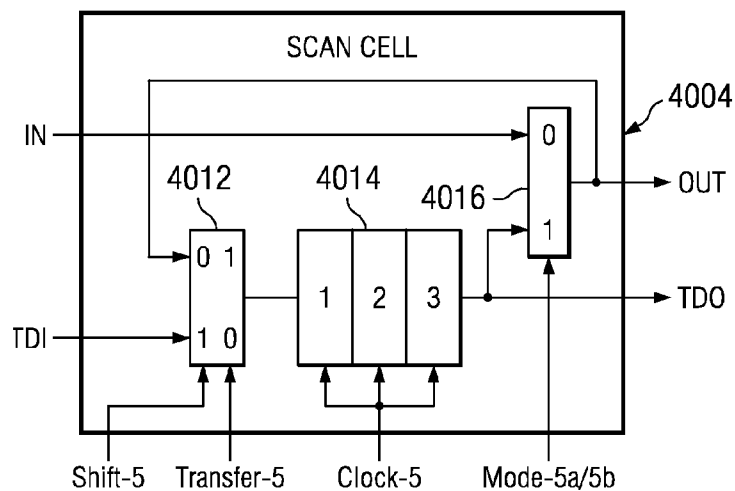 SCAN CELL
4004
IN
0
4012
4014
4016
OUT
0 1
1
1 2 3
TDO
TDI
1 0
Shift-5 Transfer-5 Clock-5 Mode-5a/5b